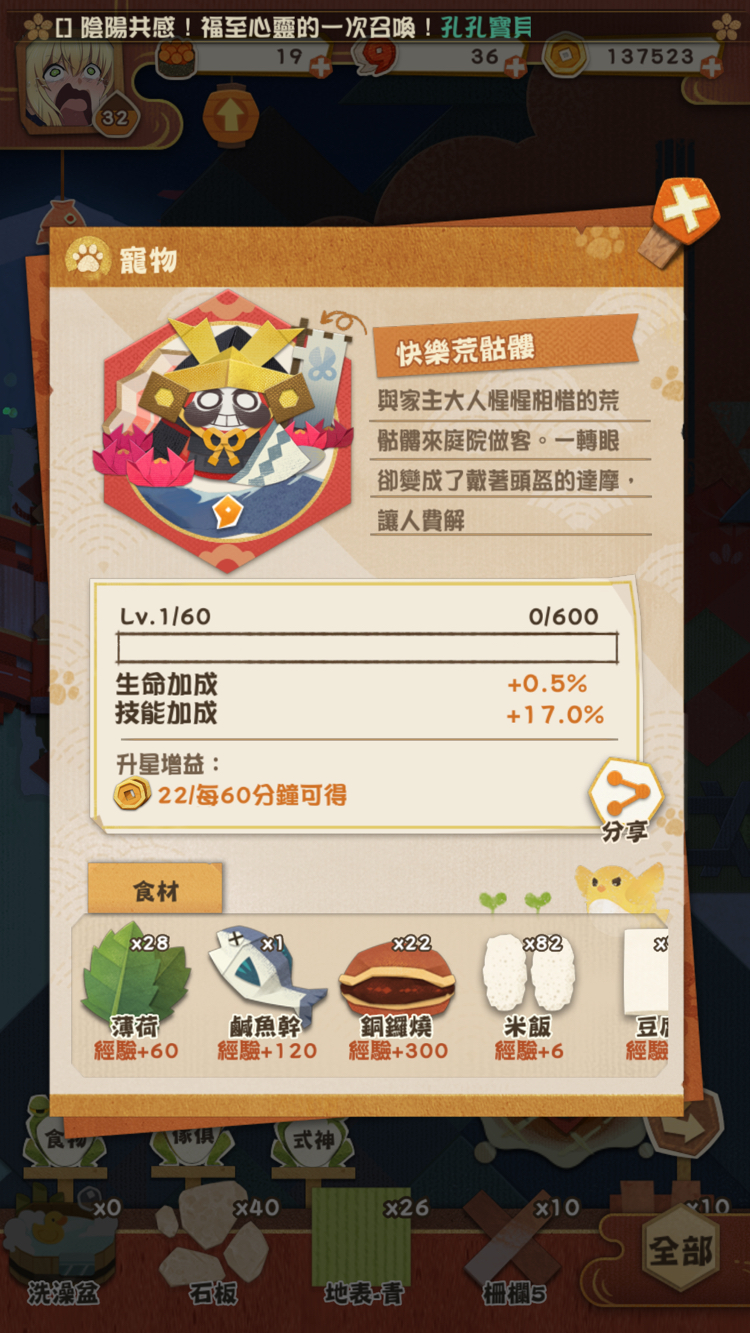 陰陽共感！福至心靈的一次召喚！孔孔寶貝
19
36
137523
32
寵物
快樂荒骷髏
與家主大人惺惺相惜的荒
骷髏來庭院做客。一轉眼
卻變成了戴著頭盔的達摩，
讓人費解
Lv.1/60
0/600
生命加成
+0.5%
技能加成
+17.0%
升星增益：
22/每60分鐘可得
分享
食材
x28
x1
x22
x82
薄荷
鹹魚幹
銅鑼燒
米飯
經驗+60
經驗+120
經驗+300
經驗+6
經驗
食物
傢俱
式神
x0
x40
x26
x10
x10
洗澡盆
石板
地表-青
柵欄5
全部